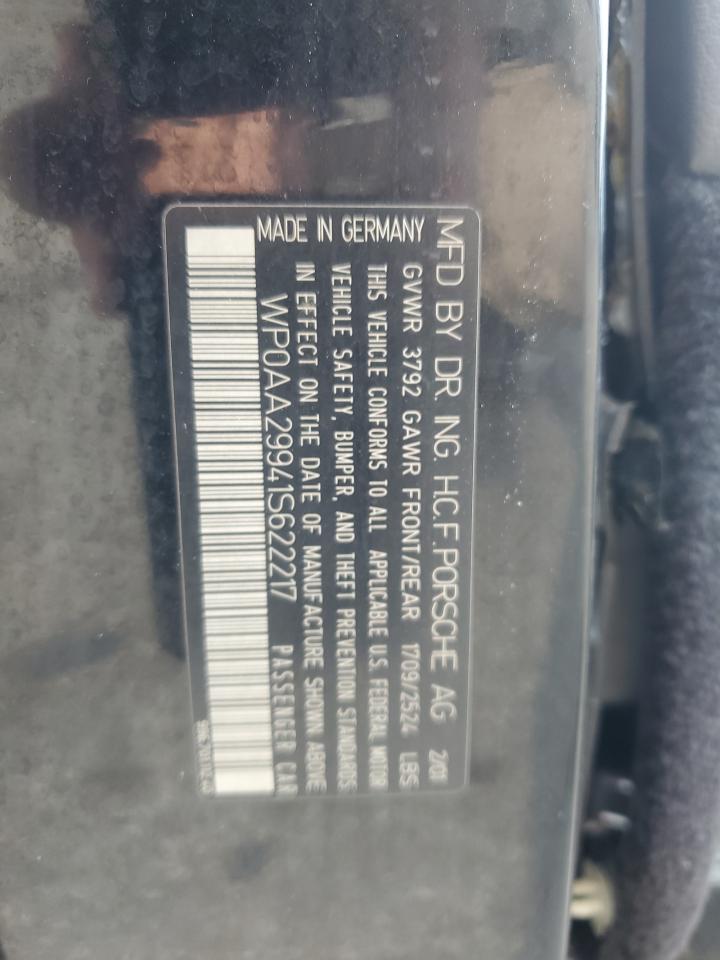 MFD BY DR. ING. H.C.F. PORSCHE AG 2/01
GVWR 3792 GAWR FRONT/REAR 1709/2524 LBS
THIS VEHICLE CONFORMS TO ALL APPLICABLE U.S. FEDERAL MOTOR
VEHICLE SAFETY, BUMPER, AND THEFT PREVENTION STANDARDS
IN EFFECT ON THE DATE OF MANUFACTURE SHOWN ABOVE
MADE IN GERMANY
WP0AA29941S622217 PASSENGER CAR